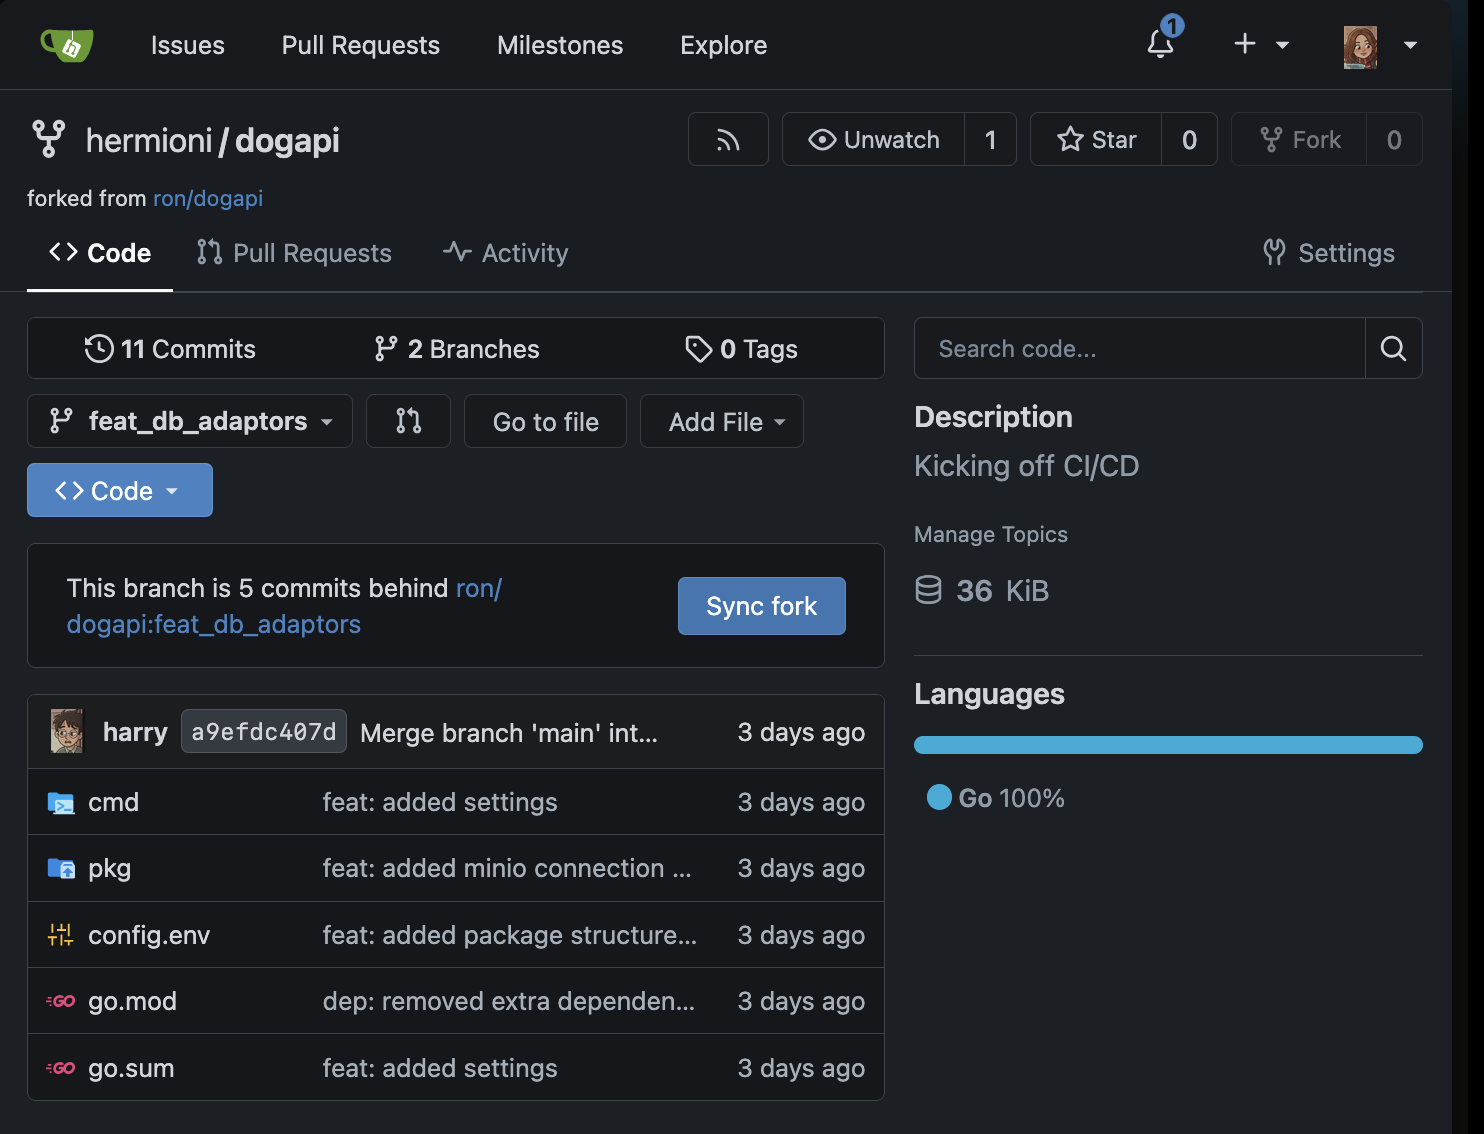 Issues Pull Requests Milestones Explore 1
hermioni/dogapi Unwatch 1 Star 0 Fork 0
forked from ron/dogapi
Code Pull Requests Activity Settings
11 Commits 2 Branches 0 Tags
Search code...
feat_db_adaptors Go to file Add File
Code
Description
Kicking off CI/CD
Manage Topics
36 KiB
This branch is 5 commits behind ron/
dogapi:feat_db_adaptors
Sync fork
Languages
Go 100%
harry a9efdc407d Merge branch 'main' int... 3 days ago
cmd feat: added settings 3 days ago
pkg feat: added minio connection ... 3 days ago
config.env feat: added package structure... 3 days ago
GO go.mod dep: removed extra dependen... 3 days ago
GO go.sum feat: added settings 3 days ago